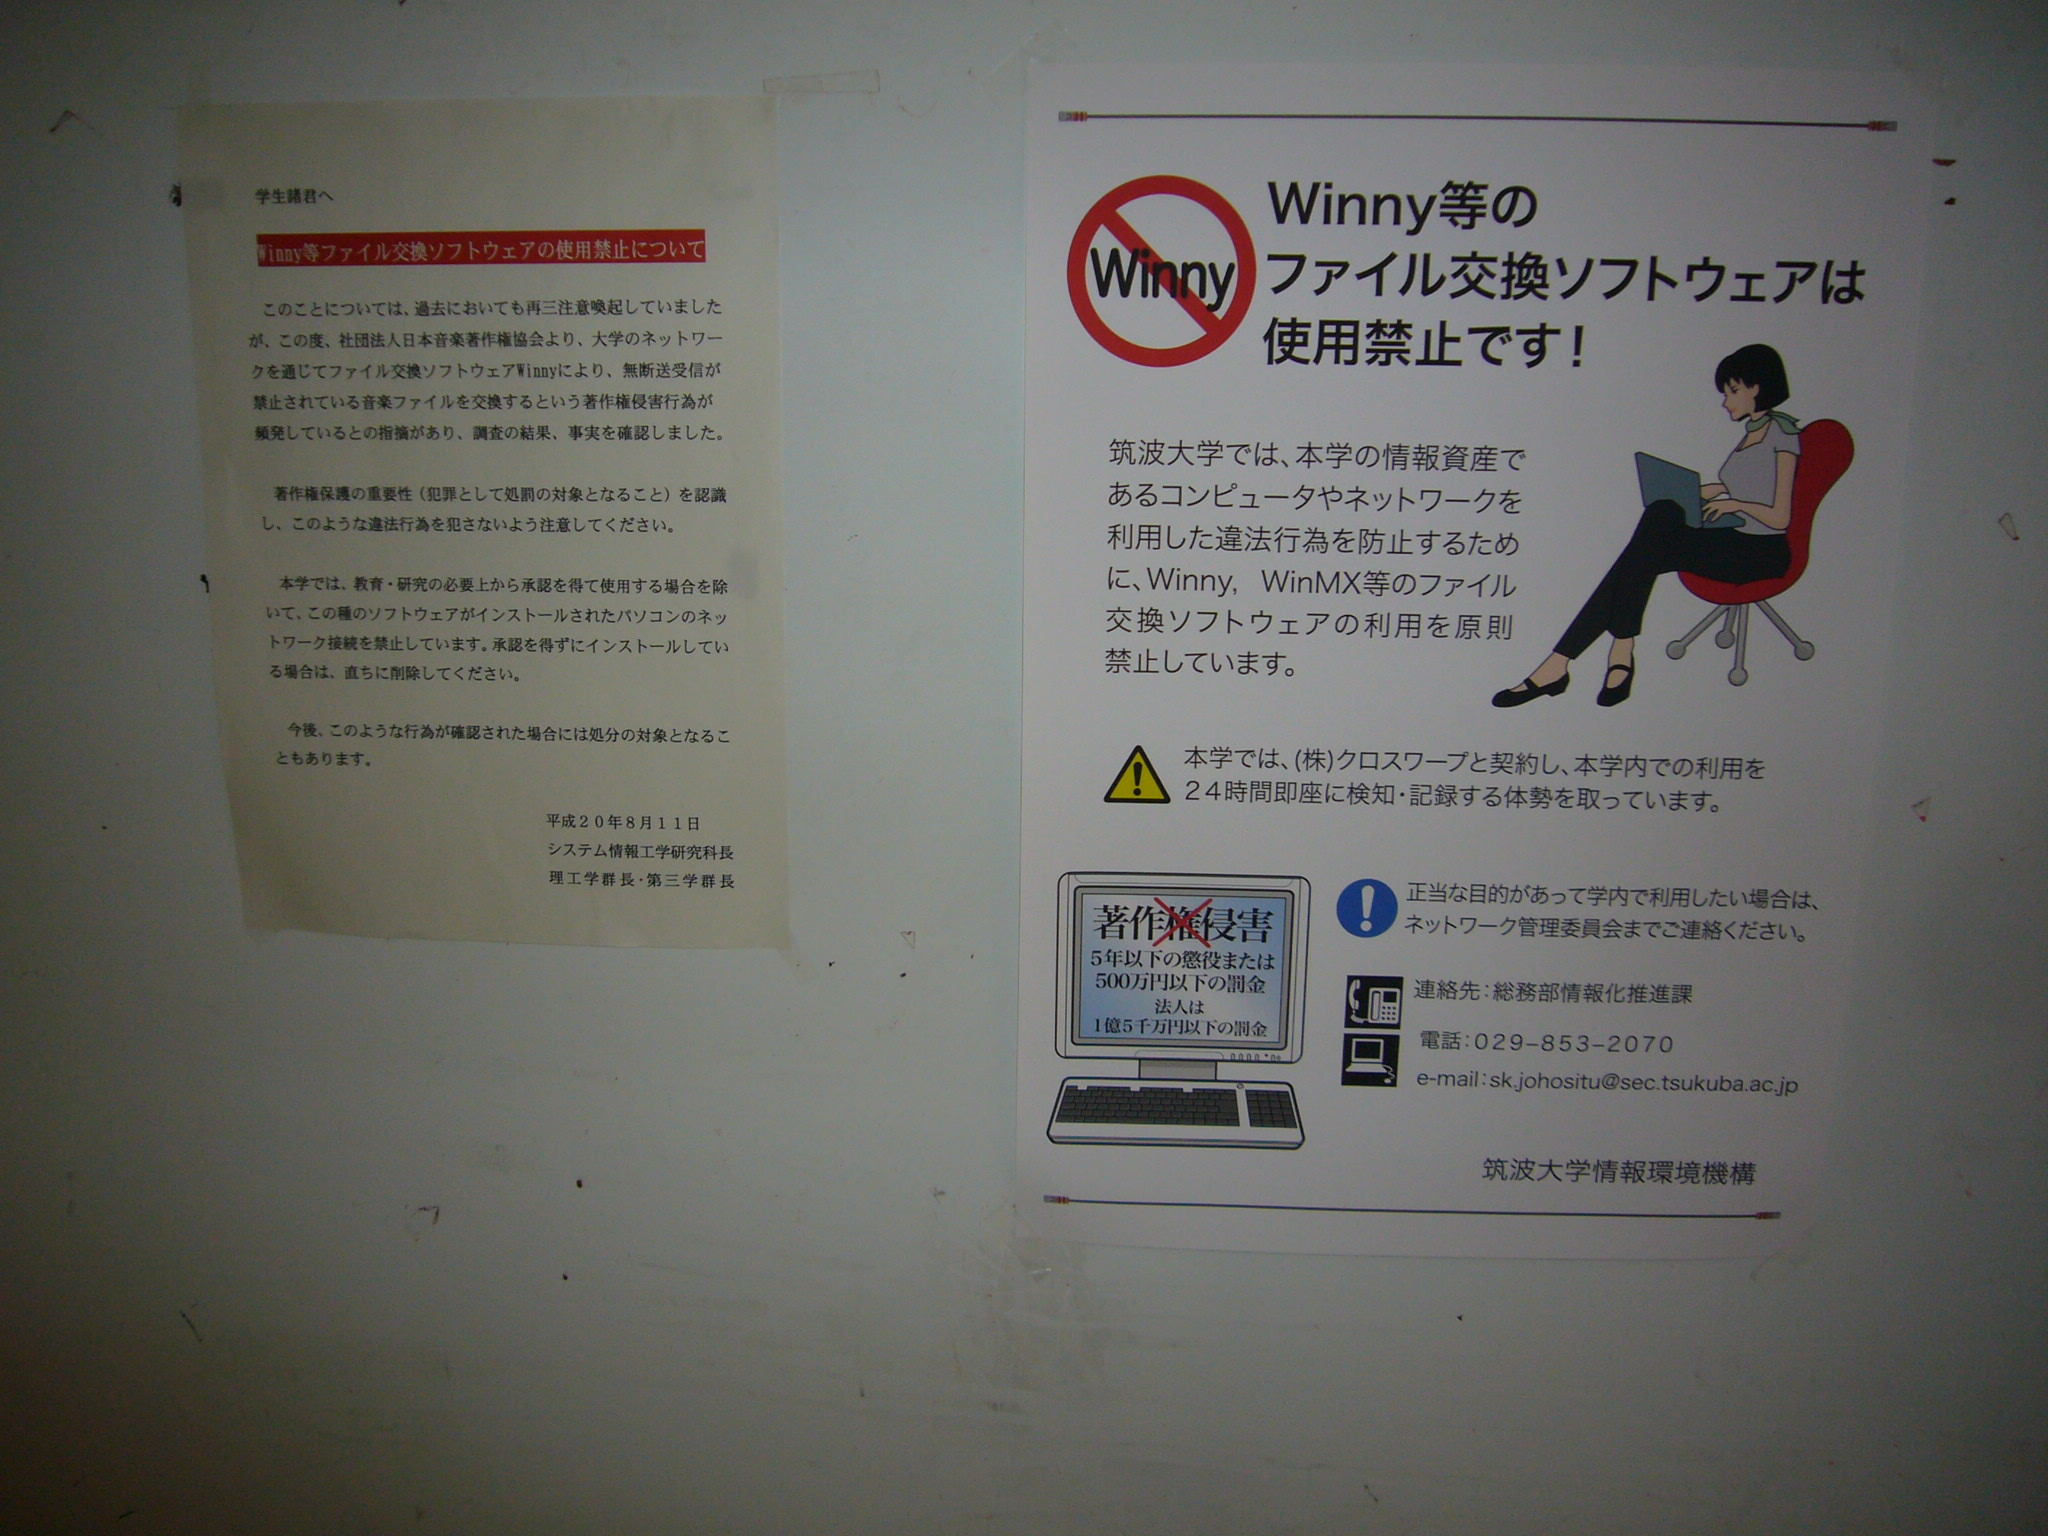 学生諸君へ
Winny等ファイル交換ソフトウェアの使用禁止について
このことについては、過去においても再三注意喚起していました
が、この度、社団法人日本音楽著作権協会より、大学のネットワー
クを通じてファイル交換ソフトウェアWinnyにより、無断送受信が
禁止されている音楽ファイルを交換するという著作権侵害行為が
頻発しているとの指摘があり、調査の結果、事実を確認しました。
著作権保護の重要性（犯罪として処罰の対象となること）を認識
し、このような違法行為を犯さないよう注意してください。
本学では、教育・研究の必要上から承認を得て使用する場合を除
いて、この種のソフトウェアがインストールされたパソコンのネッ
トワーク接続を禁止しています。承認を得ずにインストールしてい
る場合は、直ちに削除してください。
今後、このような行為が確認された場合には処分の対象となるこ
ともあります。
平成２０年８月１１日
システム情報工学研究科長
理工学群長・第三学群長
Winny
Winny等の
ファイル交換ソフトウェアは
使用禁止です！
筑波大学では、本学の情報資産で
あるコンピュータやネットワークを
利用した違法行為を防止するため
に、Winny, WinMX等のファイル
交換ソフトウェアの利用を原則
禁止しています。
本学では、(株)クロスワープと契約し、本学内での利用を
２４時間即座に検知・記録する体勢を取っています。
著作権侵害
5年以下の懲役または
500万円以下の罰金
法人は
1億5千万円以下の罰金
正当な目的があって学内で利用したい場合は、
ネットワーク管理委員会までご連絡ください。
連絡先：総務部情報化推進課
電話：029-853-2070
e-mail：sk.johositu@sec.tsukuba.ac.jp
筑波大学情報環境機構